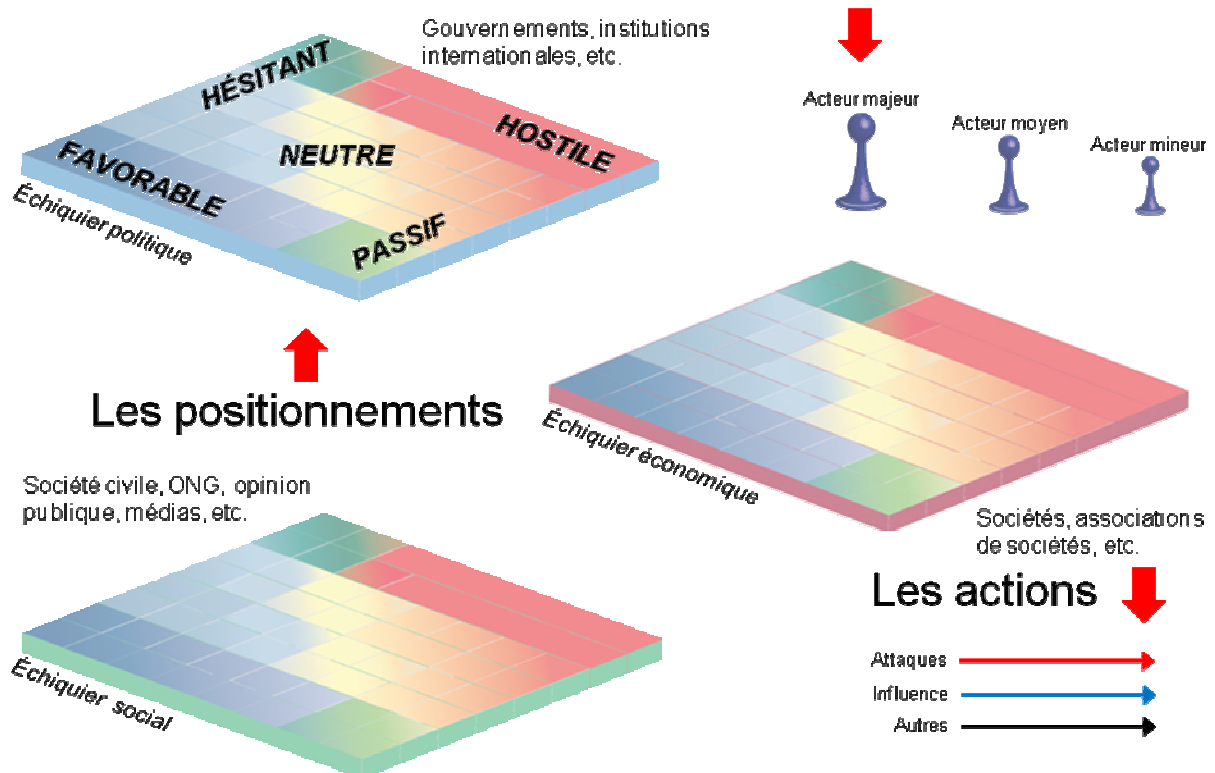 Gouvernements, institutions
internationales, etc.
HÉSITANT
HOSTILE
NEUTRE
FAVORABLE
PASSIF
Échiquier politique
Acteur majeur
Acteur moyen
Acteur mineur
Les positionnements
Échiquier économique
Société civile, ONG, opinion
publique, médias, etc.
Sociétés, associations
de sociétés, etc.
Échiquier social
Les actions
Attaques
Influence
Autres